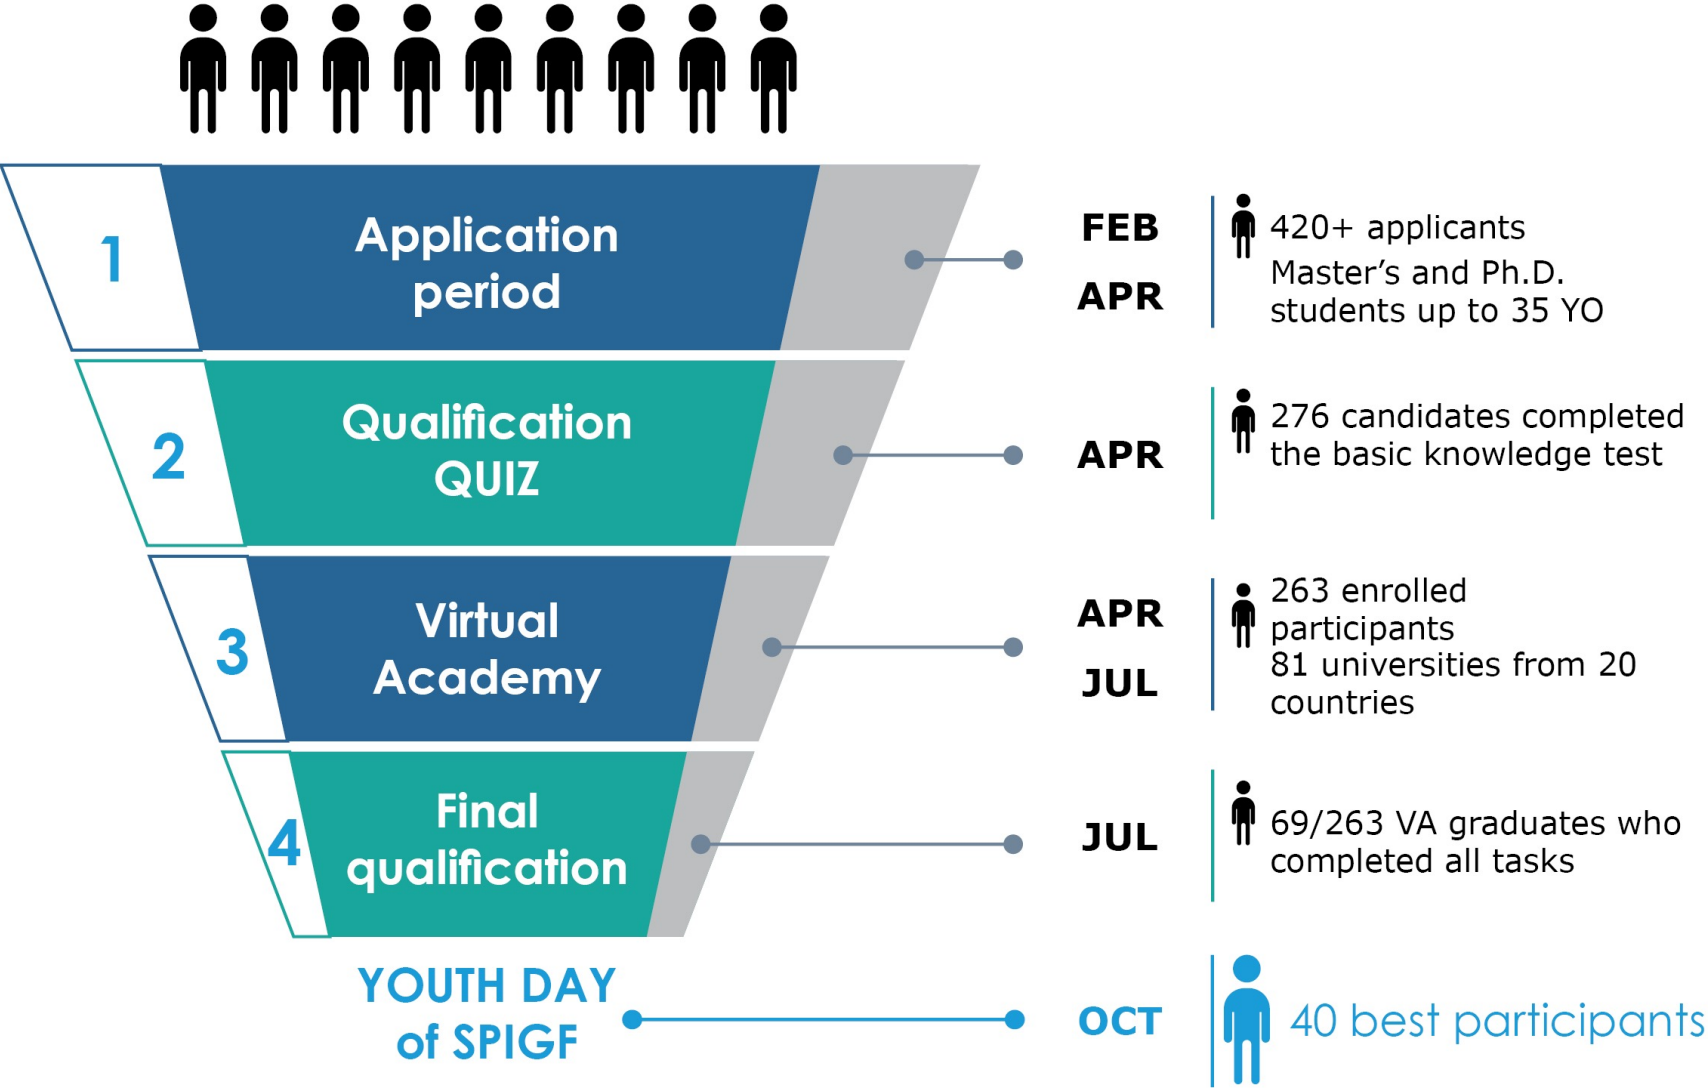 1
Application
period
FEB
APR
420+ applicants
Master’s and Ph.D.
students up to 35 YO
2
Qualification
QUIZ
APR
276 candidates completed
the basic knowledge test
3
Virtual
Academy
APR
JUL
263 enrolled
participants
81 universities from 20
countries
4
Final
qualification
JUL
69/263 VA graduates who
completed all tasks
YOUTH DAY
of SPIGF
OCT
40 best participants